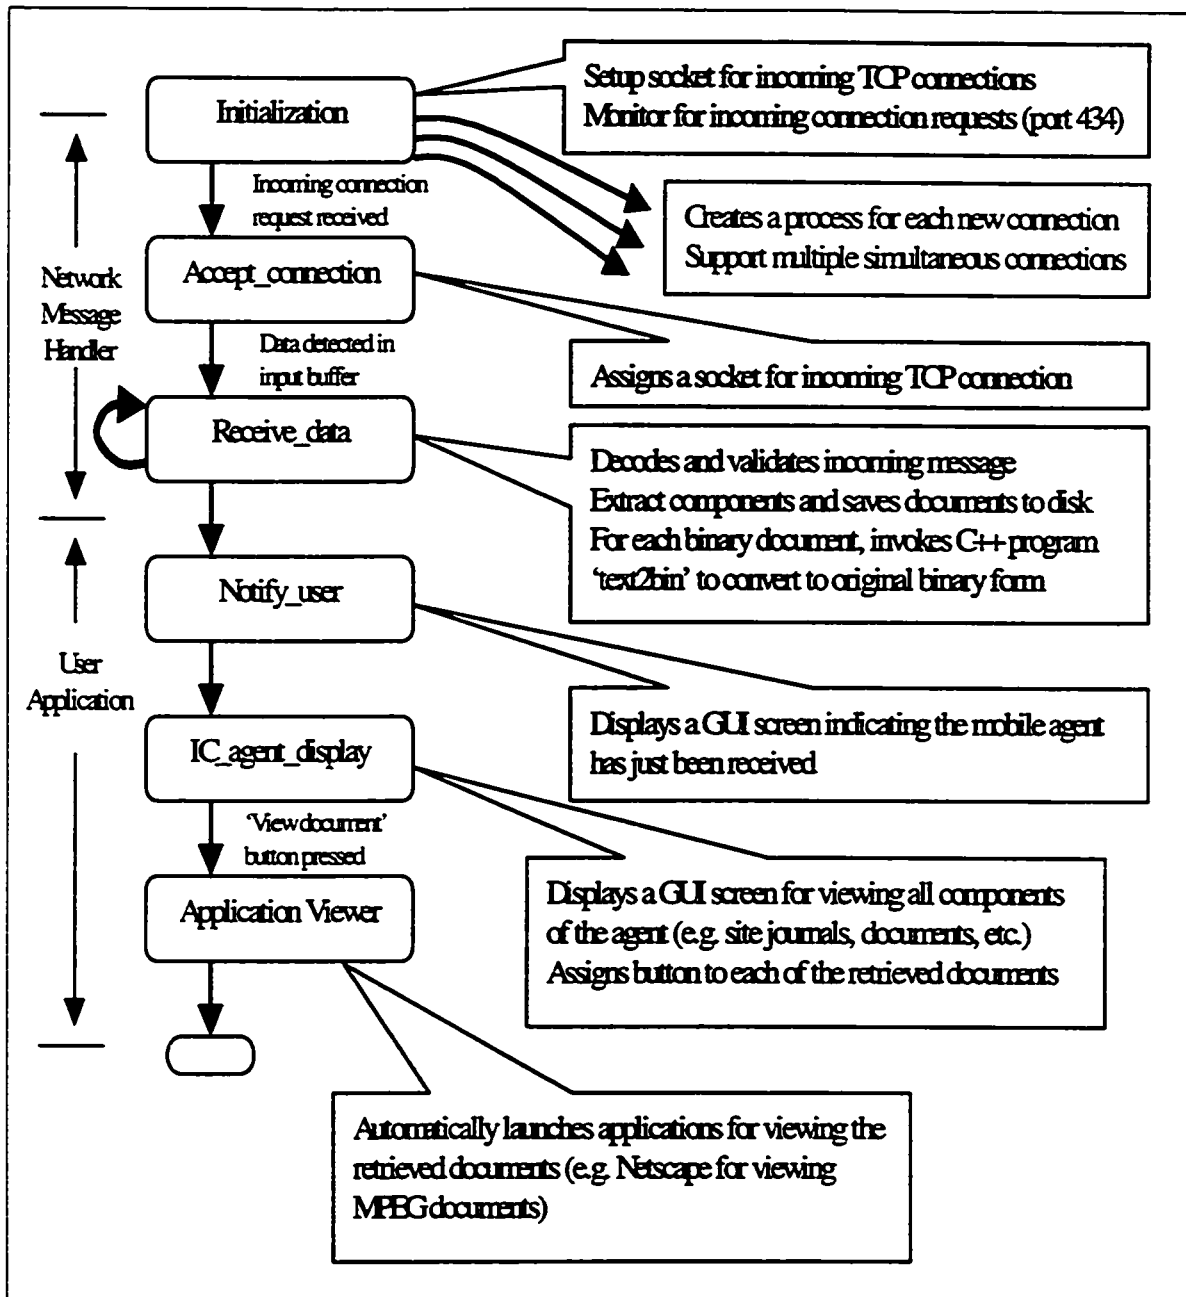 Setup socket for incoming TCP connections
Monitor for incoming connection requests (port 434)
Initialization
Incoming connection
request received
Creates a process for each new connection
Support multiple simultaneous connections
Network
Message
Handler
Accept_connection
Data detected in
input buffer
Assigns a socket for incoming TCP connection
Receive_data
Decodes and validates incoming message
Extract components and saves documents to disk
For each binary document, invokes C++ program
‘text2bin’ to convert to original binary form
Notify_user
User
Application
Displays a GUI screen indicating the mobile agent
has just been received
IC_agent_display
‘View document’
button pressed
Displays a GUI screen for viewing all components
of the agent (e.g. site journals, documents, etc.)
Assigns button to each of the retrieved documents
Application Viewer
Automatically launches applications for viewing the
retrieved documents (e.g. Netscape for viewing
MPEG documents)